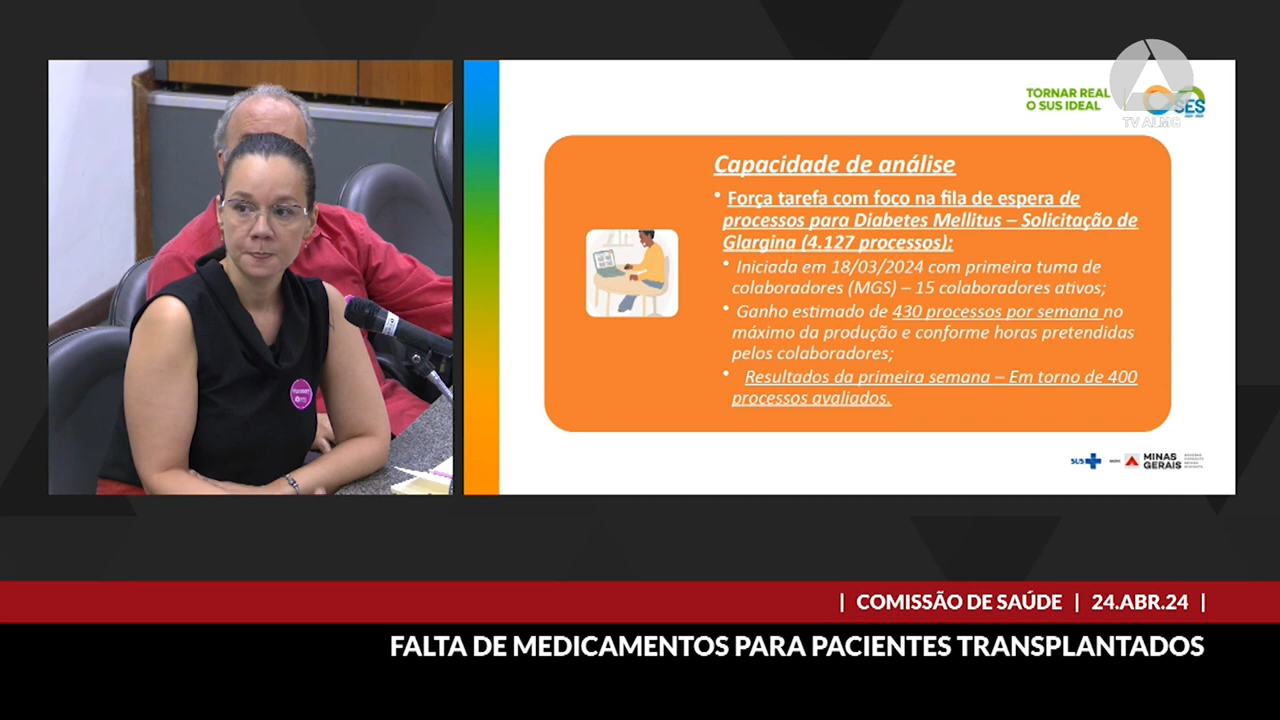 TORNAR REAL
O SUS IDEAL
SES
TV ALMG
Capacidade de análise
• Força tarefa com foco na fila de espera de
processos para Diabetes Mellitus – Solicitação de
Glargina (4.127 processos);
• Iniciada em 18/03/2024 com primeira tuma de
colaboradores (MGS) – 15 colaboradores ativos;
• Ganho estimado de 430 processos por semana no
máximo da produção e conforme horas pretendidas
pelos colaboradores;
• Resultados da primeira semana – Em torno de 400
processos avaliados.
SUS
MINAS
GERAIS
| COMISSÃO DE SAÚDE | 24.ABR.24 |
FALTA DE MEDICAMENTOS PARA PACIENTES TRANSPLANTADOS